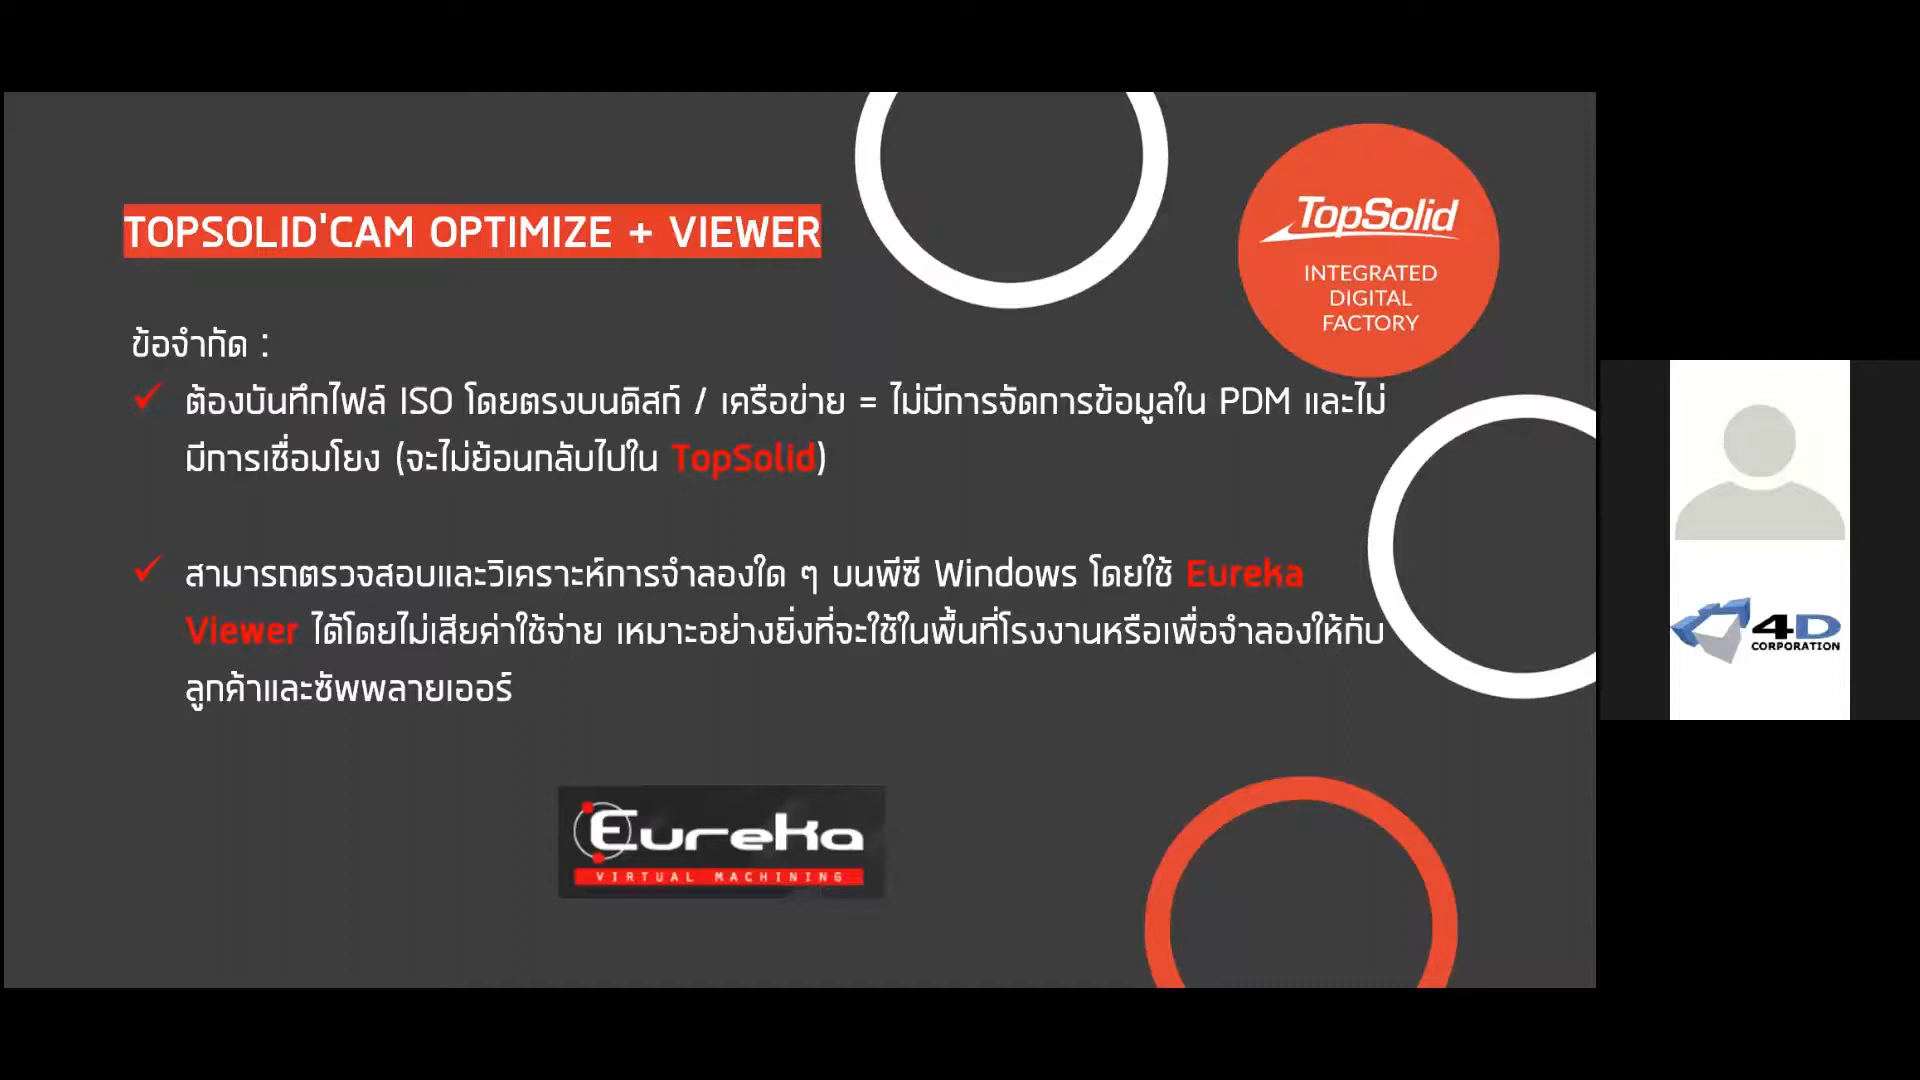 TOPSOLID'CAM OPTIMIZE + VIEWER
TopSolid
INTEGRATED
DIGITAL
FACTORY
ข้อจำกัด :
✓ ต้องบันทึกไฟล์ ISO โดยตรงบนดิสก์ / เครือข่าย = ไม่มีการจัดการข้อมูลใน PDM และไม่
มีการเชื่อมโยง (จะไม่ย้อนกลับไปใน TopSolid)
✓ สามารถตรวจสอบและวิเคราะห์การจำลองใด ๆ บนพีซี Windows โดยใช้ Eureka
Viewer ได้โดยไม่เสียค่าใช้จ่าย เหมาะอย่างยิ่งที่จะใช้ในพื้นที่โรงงานหรือเพื่อจำลองให้กับ
ลูกค้าและซัพพลายเออร์
Eureka
VIRTUAL MACHINING
4D
CORPORATION